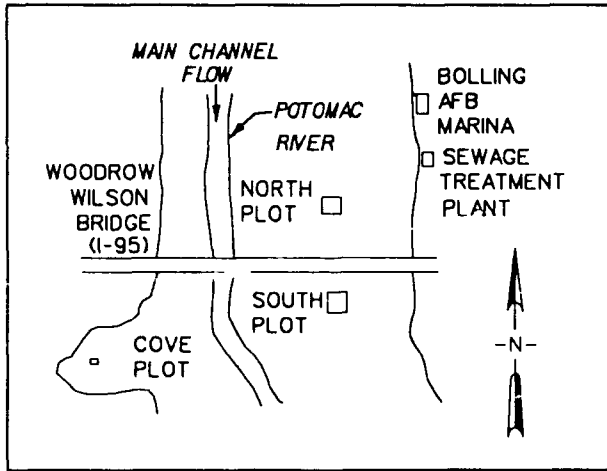 MAIN CHANNEL
FLOW
POTOMAC
RIVER
BOLLING
AFB
MARINA
SEWAGE
TREATMENT
PLANT
WOODROW
WILSON
BRIDGE
(I-95)
NORTH
PLOT
SOUTH
PLOT
COVE
PLOT
-N-